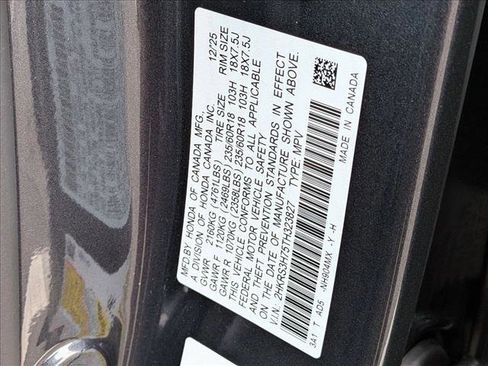 MFD.BY HONDA OF CANADA MFG. 12/25
A DIVISION OF HONDA CANADA INC.
GVWR 2160KG (4761LBS) TIRE SIZE RIM SIZE
GAWR F 1120KG (2469LBS) 235/60R18 103H 18X7.5J
GAWR R 1070KG (2358LBS) 235/60R18 103H 18X7.5J
THIS VEHICLE CONFORMS TO ALL APPLICABLE
FEDERAL MOTOR VEHICLE SAFETY
AND THEFT PREVENTION STANDARDS IN EFFECT
ON THE DATE OF MANUFACTURE SHOWN ABOVE.
V.I.N. 2HKRS3H75TH323827 TYPE: MPV
3A1 T AD5 NH904MX -Y -H MADE IN CANADA